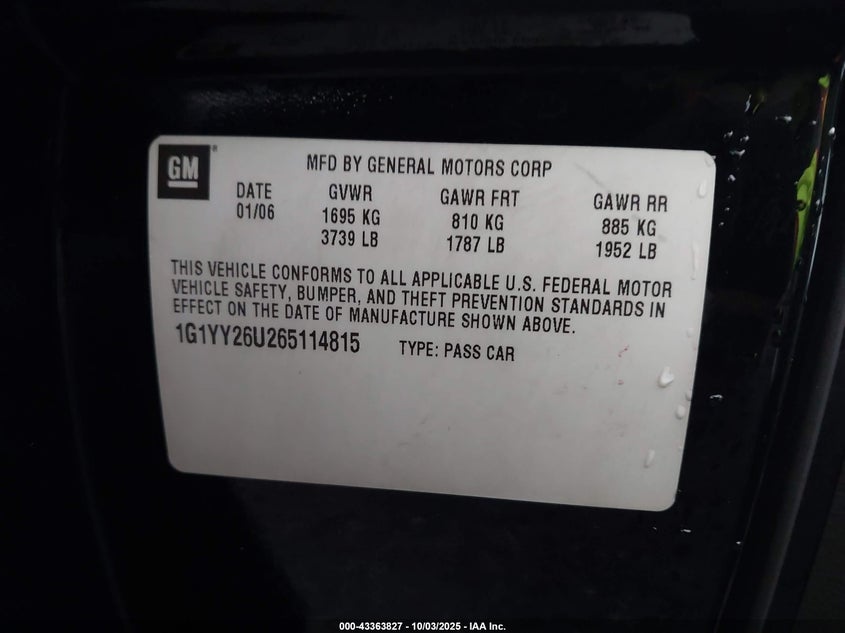 GM
MFD BY GENERAL MOTORS CORP
DATE GVWR GAWR FRT GAWR RR
01/06 1695 KG 810 KG 885 KG
3739 LB 1787 LB 1952 LB
THIS VEHICLE CONFORMS TO ALL APPLICABLE U.S. FEDERAL MOTOR
VEHICLE SAFETY, BUMPER, AND THEFT PREVENTION STANDARDS IN
EFFECT ON THE DATE OF MANUFACTURE SHOWN ABOVE.
1G1YY26U265114815 TYPE: PASS CAR
000-43363827 - 10/03/2025 - IAA Inc.